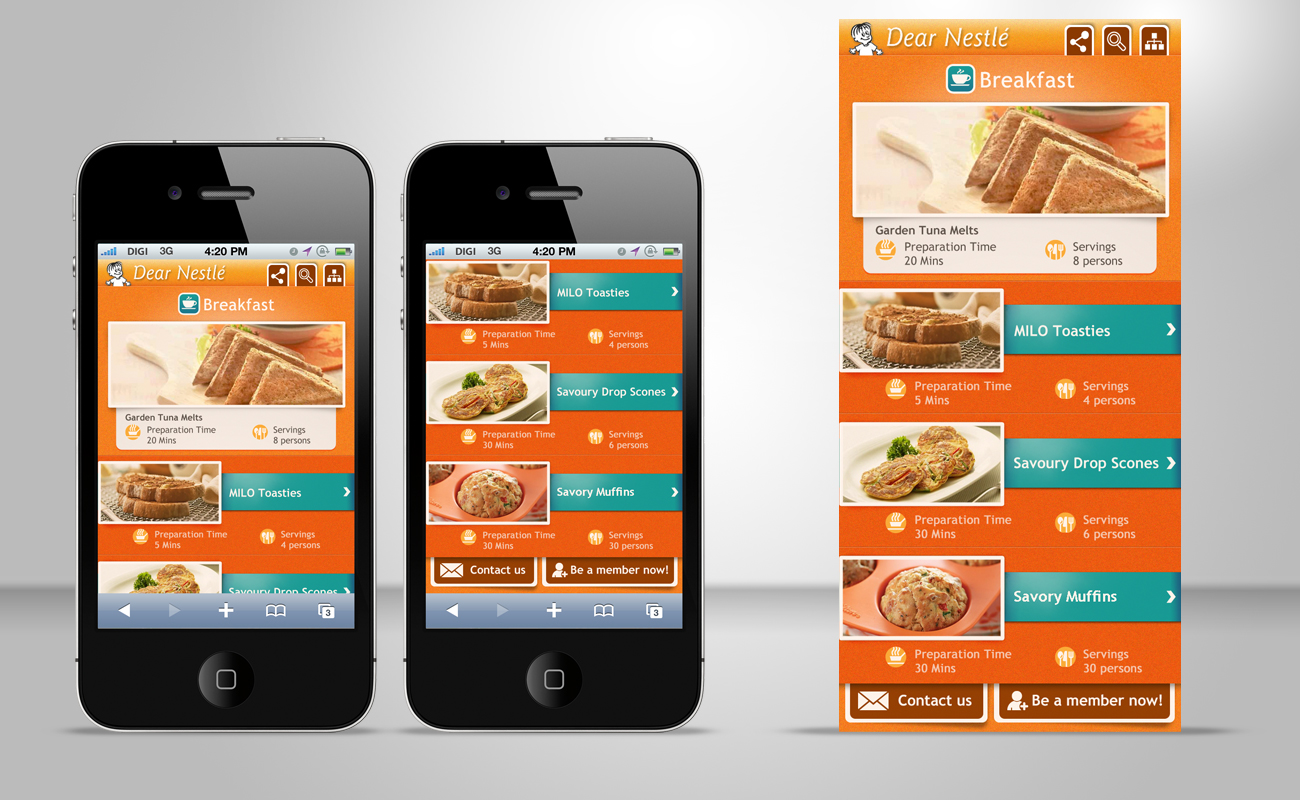 DIGI 3G 4:20 PM
Dear Nestlé
Breakfast
Garden Tuna Melts
Preparation Time
20 Mins
Servings
8 persons
MILO Toasties
Preparation Time
5 Mins
Servings
4 persons
Savoury Drop Scones
3
DIGI 3G 4:20 PM
MILO Toasties
Preparation Time
5 Mins
Servings
4 persons
Savoury Drop Scones
Preparation Time
30 Mins
Servings
6 persons
Savory Muffins
Preparation Time
30 Mins
Servings
30 persons
Contact us
Be a member now!
3
Dear Nestlé
Breakfast
Garden Tuna Melts
Preparation Time
20 Mins
Servings
8 persons
MILO Toasties
Preparation Time
5 Mins
Servings
4 persons
Savoury Drop Scones
Preparation Time
30 Mins
Servings
6 persons
Savory Muffins
Preparation Time
30 Mins
Servings
30 persons
Contact us
Be a member now!